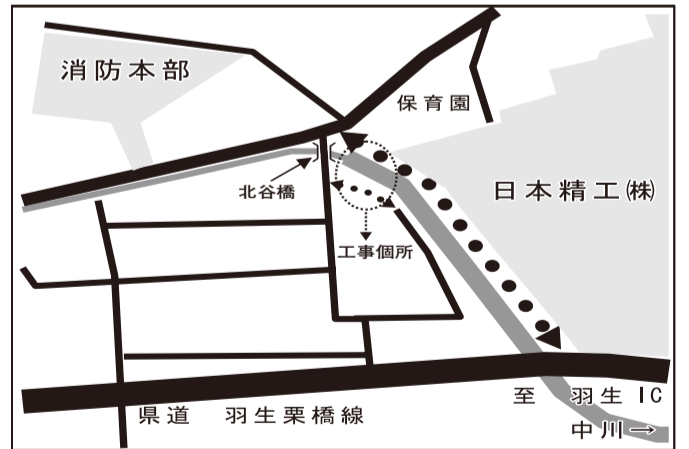 消防本部
保育園
北谷橋
日本精工㈱
工事個所
至 羽生IC
県道 羽生栗橋線
中川→